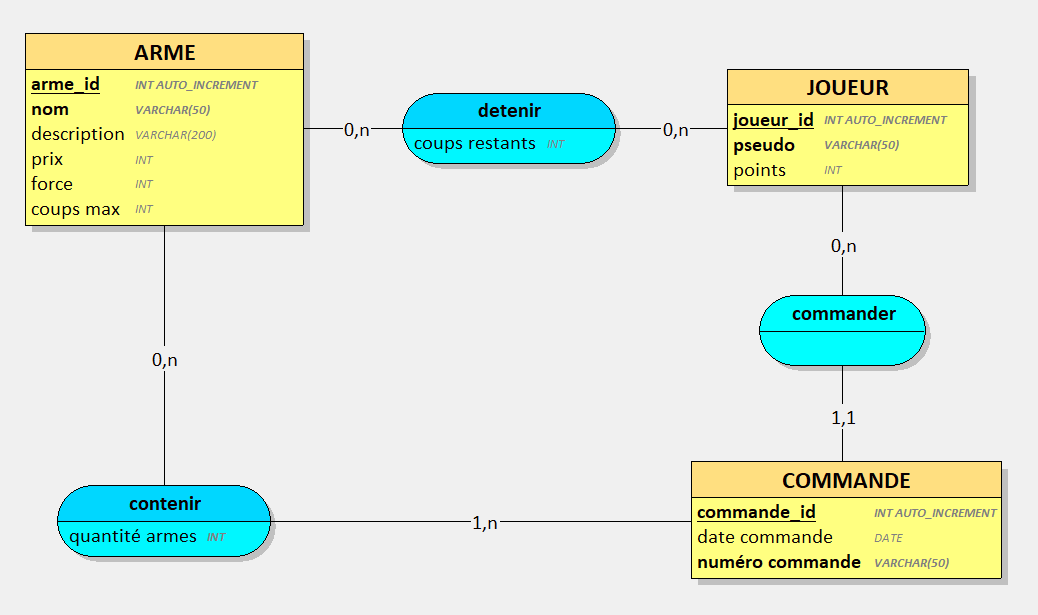 ARME
arme_id INT AUTO_INCREMENT
nom VARCHAR(50)
description VARCHAR(200)
prix INT
force INT
coups max INT
0,n
detenir
coups restants INT
0,n
JOUEUR
joueur_id INT AUTO_INCREMENT
pseudo VARCHAR(50)
points INT
0,n
commander
1,1
0,n
contenir
quantité armes INT
1,n
COMMANDE
commande_id INT AUTO_INCREMENT
date commande DATE
numéro commande VARCHAR(50)